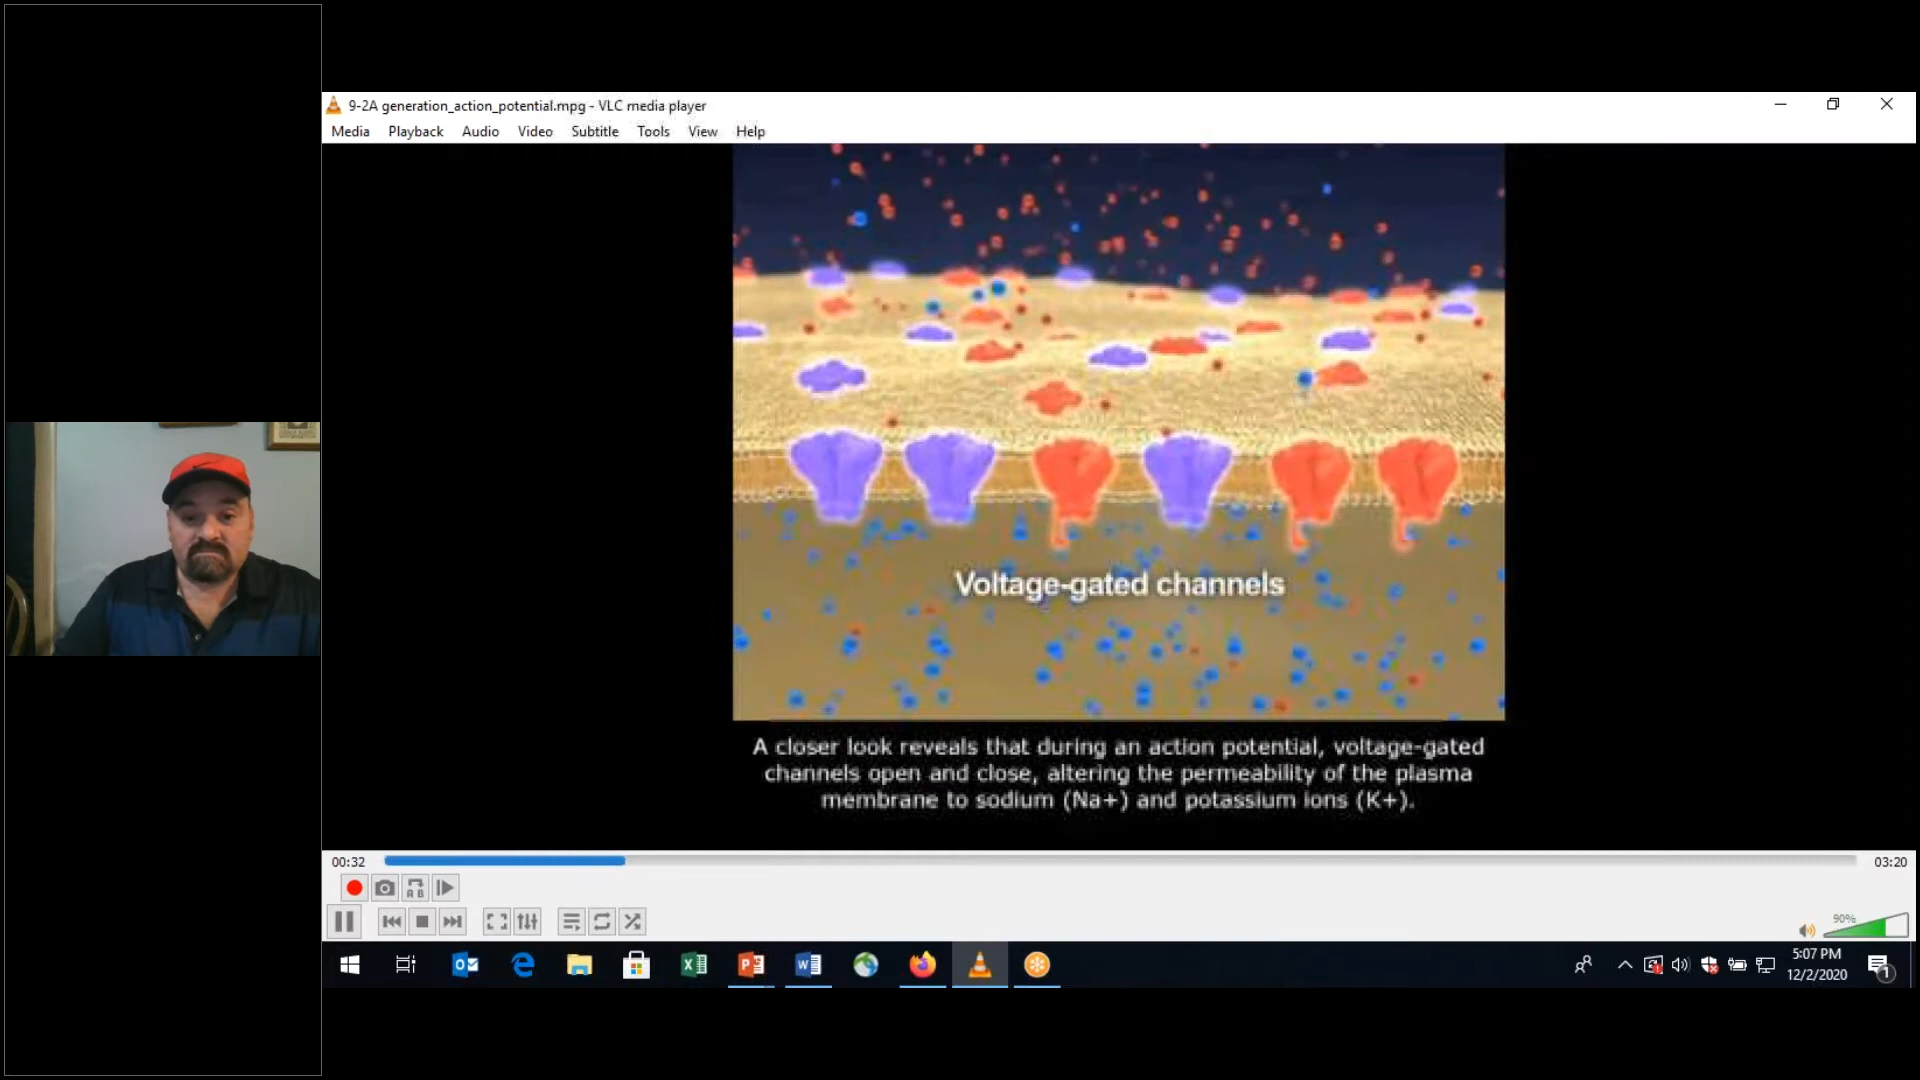 9-2A generation_action_potential.mpg - VLC media player
Media Playback Audio Video Subtitle Tools View Help
Voltage-gated channels
A closer look reveals that during an action potential, voltage-gated
channels open and close, altering the permeability of the plasma
membrane to sodium (Na+) and potassium ions (K+).
00:32
03:20
90%
5:07 PM
12/2/2020
1